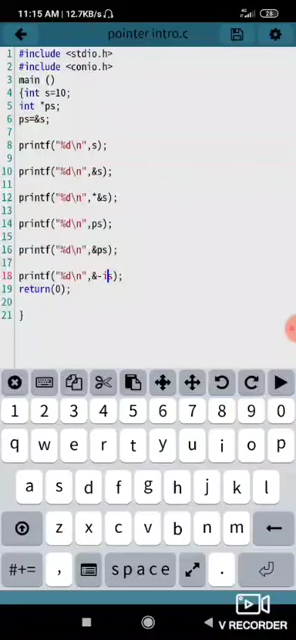 11:15 AM | 12.7KB/s
4G
28
pointer intro.c
1 #include <stdio.h>
2 #include <conio.h>
3 main ()
4 {int s=10;
5 int *ps;
6 ps=&s;
7
8 printf("%d\n",s);
9
10 printf("%d\n",&s);
11
12 printf("%d\n",*&s);
13
14 printf("%d\n",ps);
15
16 printf("%d\n",&ps);
17
18 printf("%d\n",&-is);
19 return(0);
20
21 }
1 2 3 4 5 6 7 8 9 0
q w e r t y u i o p
a s d f g h j k l
z x c v b n m
#+= , space .
V RECORDER